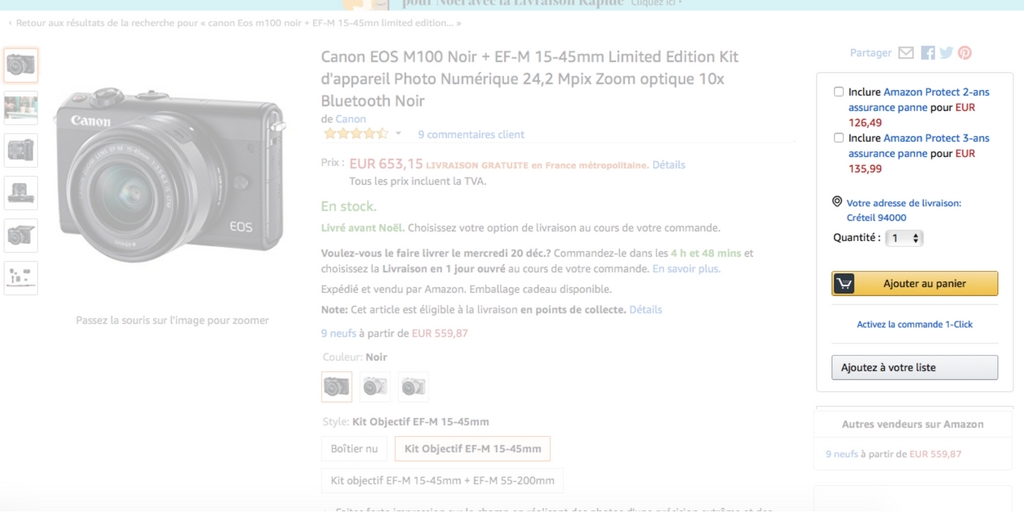 pour Noël avec la Livraison Rapide Cliquez ici ›
‹ Retour aux résultats de la recherche pour « canon Eos m100 noir + EF-M 15-45mn limited edition... »
Canon EOS M100 Noir + EF-M 15-45mm Limited Edition Kit
d'appareil Photo Numérique 24,2 Mpix Zoom optique 10x
Bluetooth Noir
de Canon
9 commentaires client
Prix : EUR 653,15 LIVRAISON GRATUITE en France métropolitaine. Détails
Tous les prix incluent la TVA.
En stock.
Livré avant Noël. Choisissez votre option de livraison au cours de votre commande.
Voulez-vous le faire livrer le mercredi 20 déc.? Commandez-le dans les 4 h et 48 mins et
choisissez la Livraison en 1 jour ouvré au cours de votre commande. En savoir plus.
Expédié et vendu par Amazon. Emballage cadeau disponible.
Note: Cet article est éligible à la livraison en points de collecte. Détails
9 neufs à partir de EUR 559,87
Couleur: Noir
Style: Kit Objectif EF-M 15-45mm
Boîtier nu
Kit Objectif EF-M 15-45mm
Kit objectif EF-M 15-45mm + EF-M 55-200mm
Canon
EOS
Passez la souris sur l'image pour zoomer
Partager
Inclure Amazon Protect 2-ans
assurance panne pour EUR
126,49
Inclure Amazon Protect 3-ans
assurance panne pour EUR
135,99
Votre adresse de livraison:
Créteil 94000
Quantité : 1
Ajouter au panier
Activez la commande 1-Click
Ajoutez à votre liste
Autres vendeurs sur Amazon
9 neufs à partir de EUR 559,87